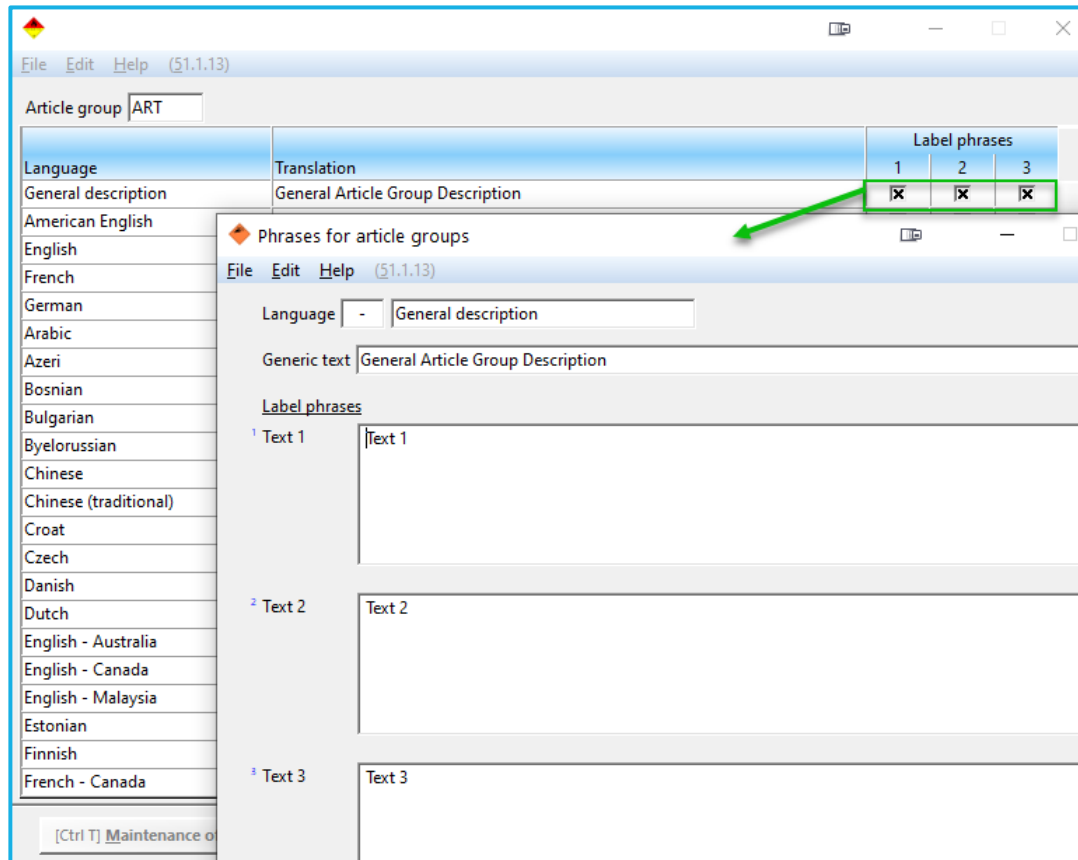 File Edit Help (51.1.13)
Article group ART
Label phrases
Language Translation 1 2 3
General description General Article Group Description
American English
English
French
German
Arabic
Azeri
Bosnian
Bulgarian
Byelorussian
Chinese
Chinese (traditional)
Croat
Czech
Danish
Dutch
English - Australia
English - Canada
English - Malaysia
Estonian
Finnish
French - Canada
[Ctrl T] Maintenance of
Phrases for article groups
File Edit Help (51.1.13)
Language - General description
Generic text General Article Group Description
Label phrases
1 Text 1 Text 1
2 Text 2 Text 2
3 Text 3 Text 3